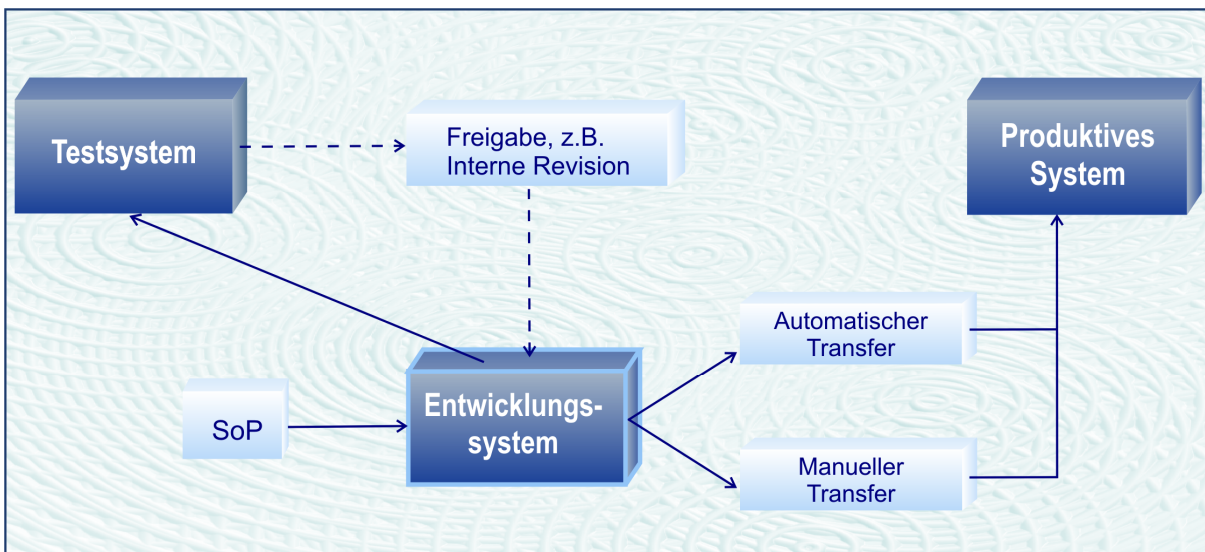 Testsystem
Freigabe, z.B.
Interne Revision
Produktives
System
Automatischer
Transfer
SoP
Entwicklungs-
system
Manueller
Transfer